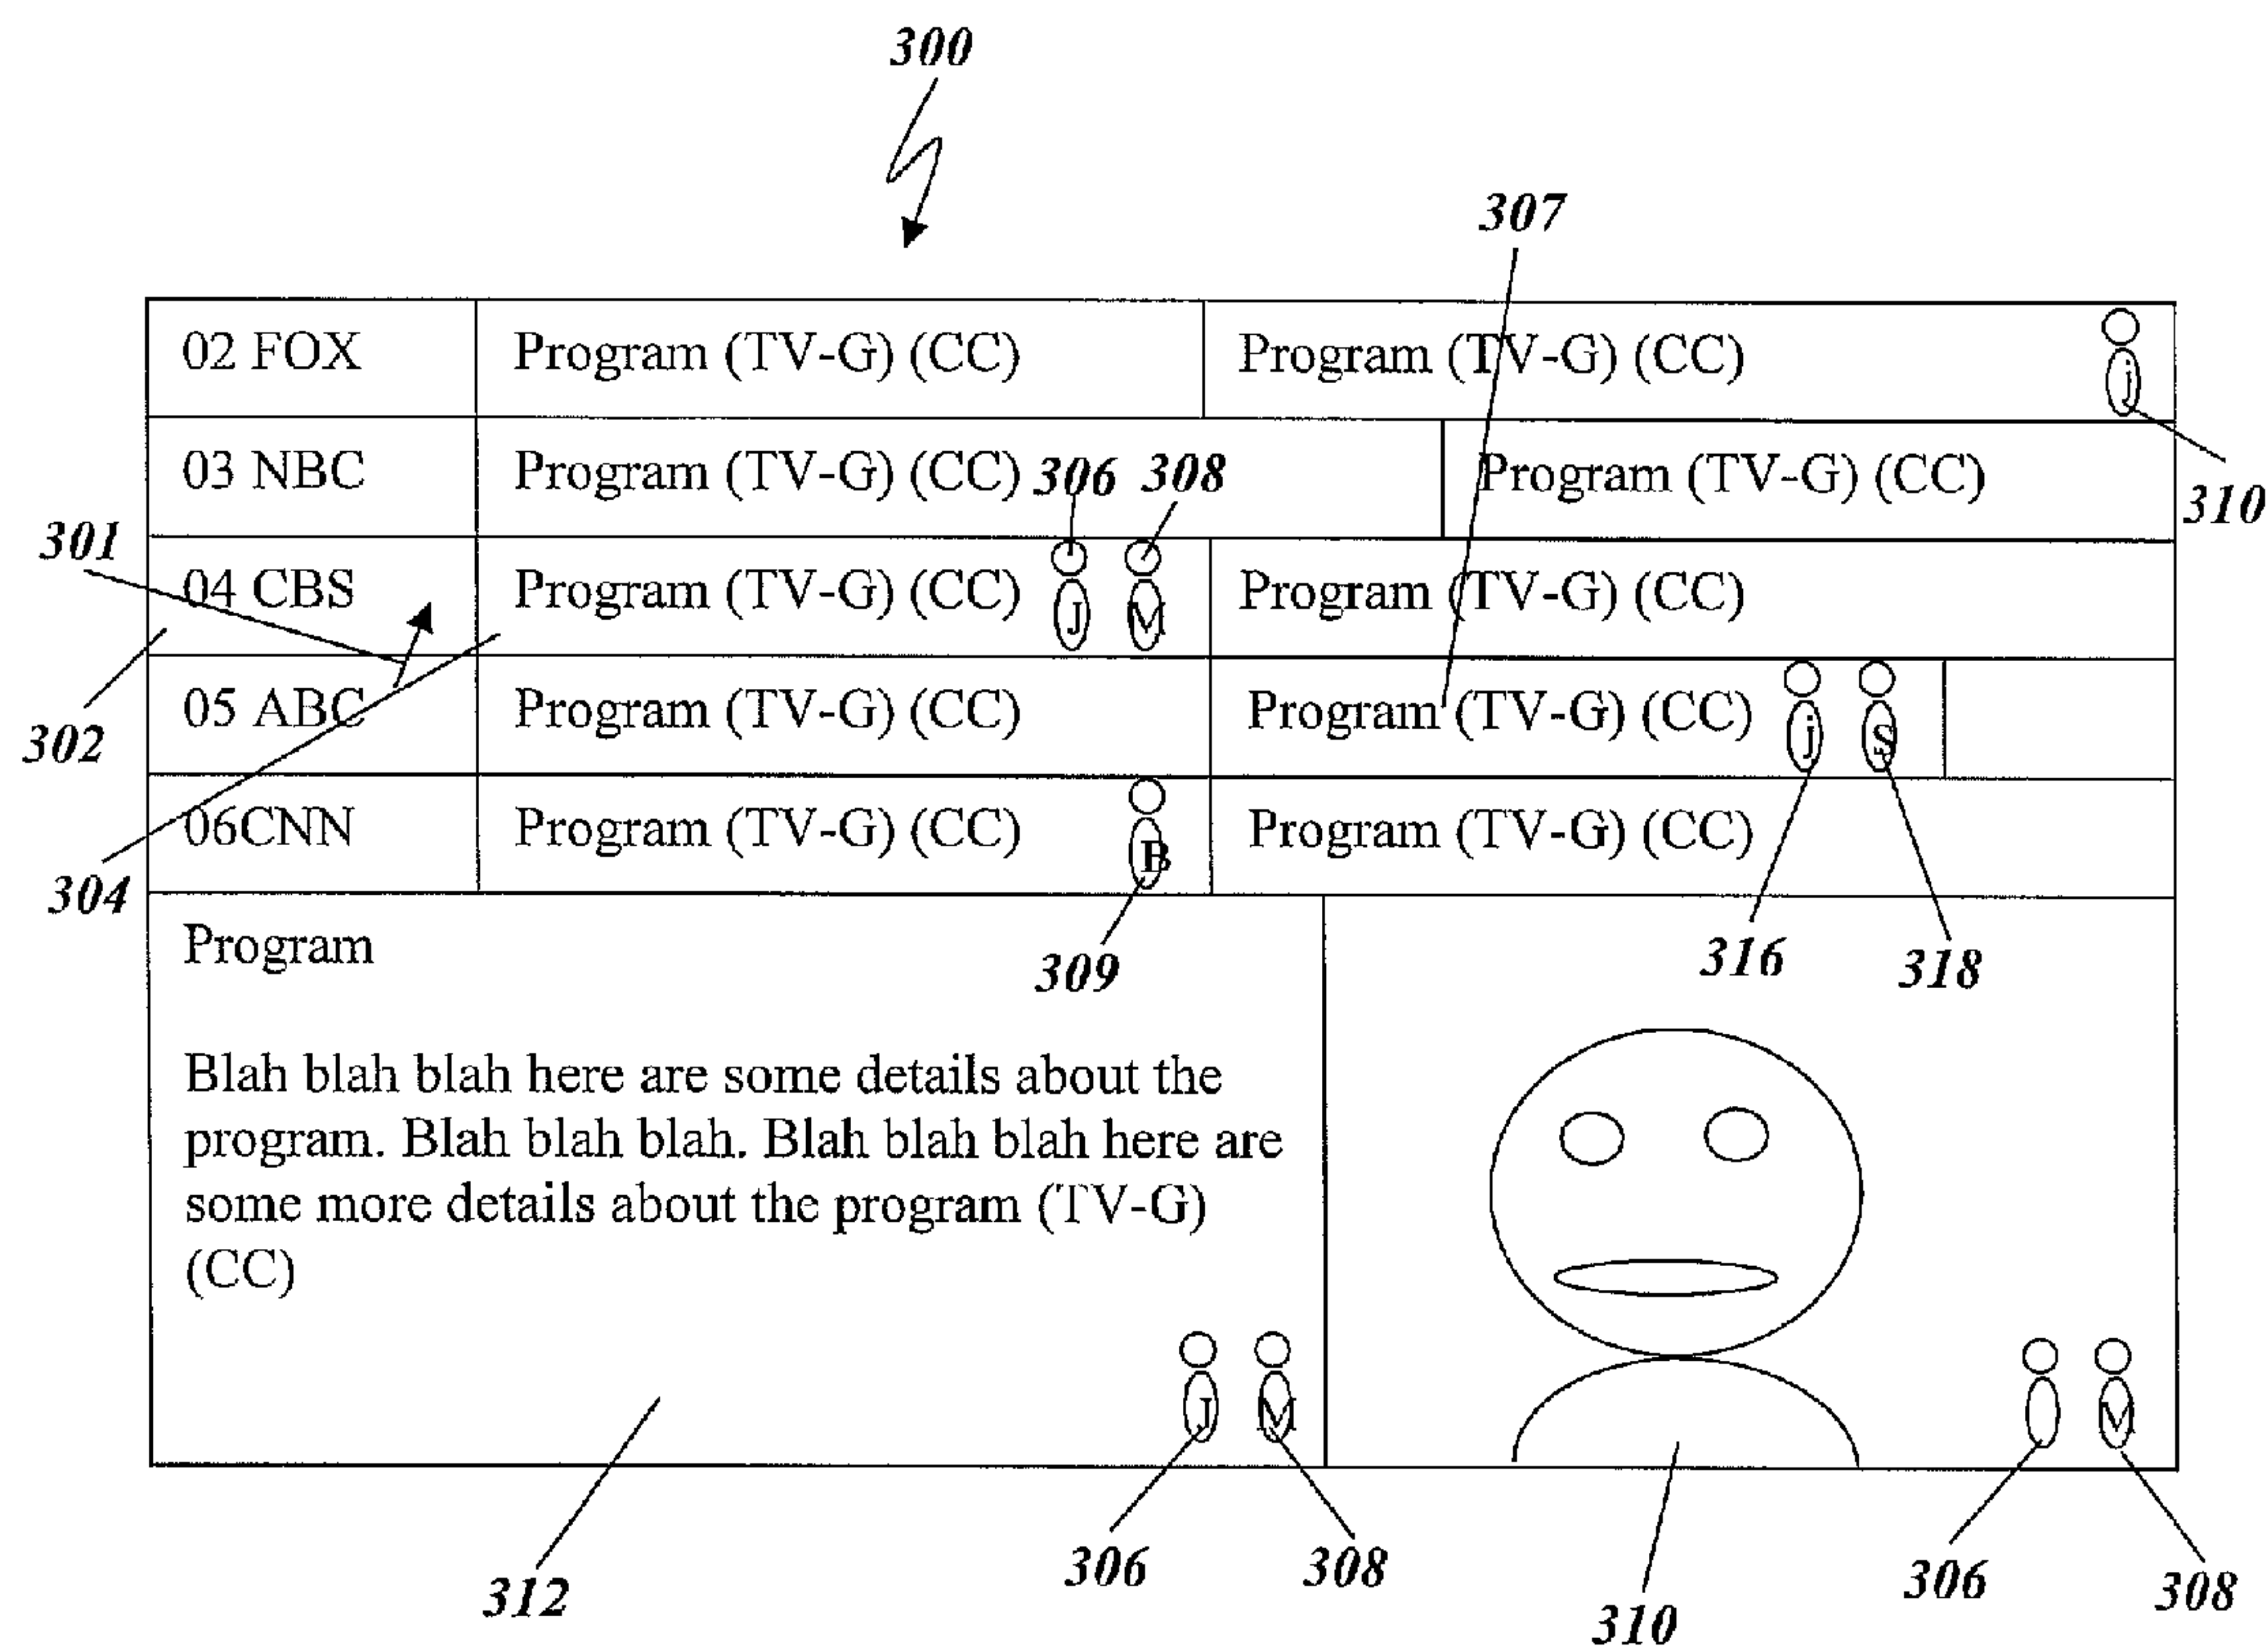 300
307
02 FOX Program (TV-G) (CC) Program (TV-G) (CC) j
310
03 NBC Program (TV-G) (CC) 306 308 Program (TV-G) (CC)
301
04 CBS Program (TV-G) (CC) J M Program (TV-G) (CC)
302
05 ABC Program (TV-G) (CC) Program (TV-G) (CC) j S
304
06CNN Program (TV-G) (CC) B Program (TV-G) (CC)
309
316 318
Program
Blah blah blah here are some details about the
program. Blah blah blah. Blah blah blah here are
some more details about the program (TV-G)
(CC)
J M M
312 306 308 310 306 308